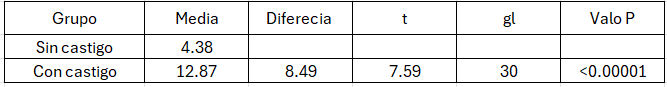 Grupo Media Diferecia t gl Valo P
Sin castigo 4.38
Con castigo 12.87 8.49 7.59 30 <0.00001